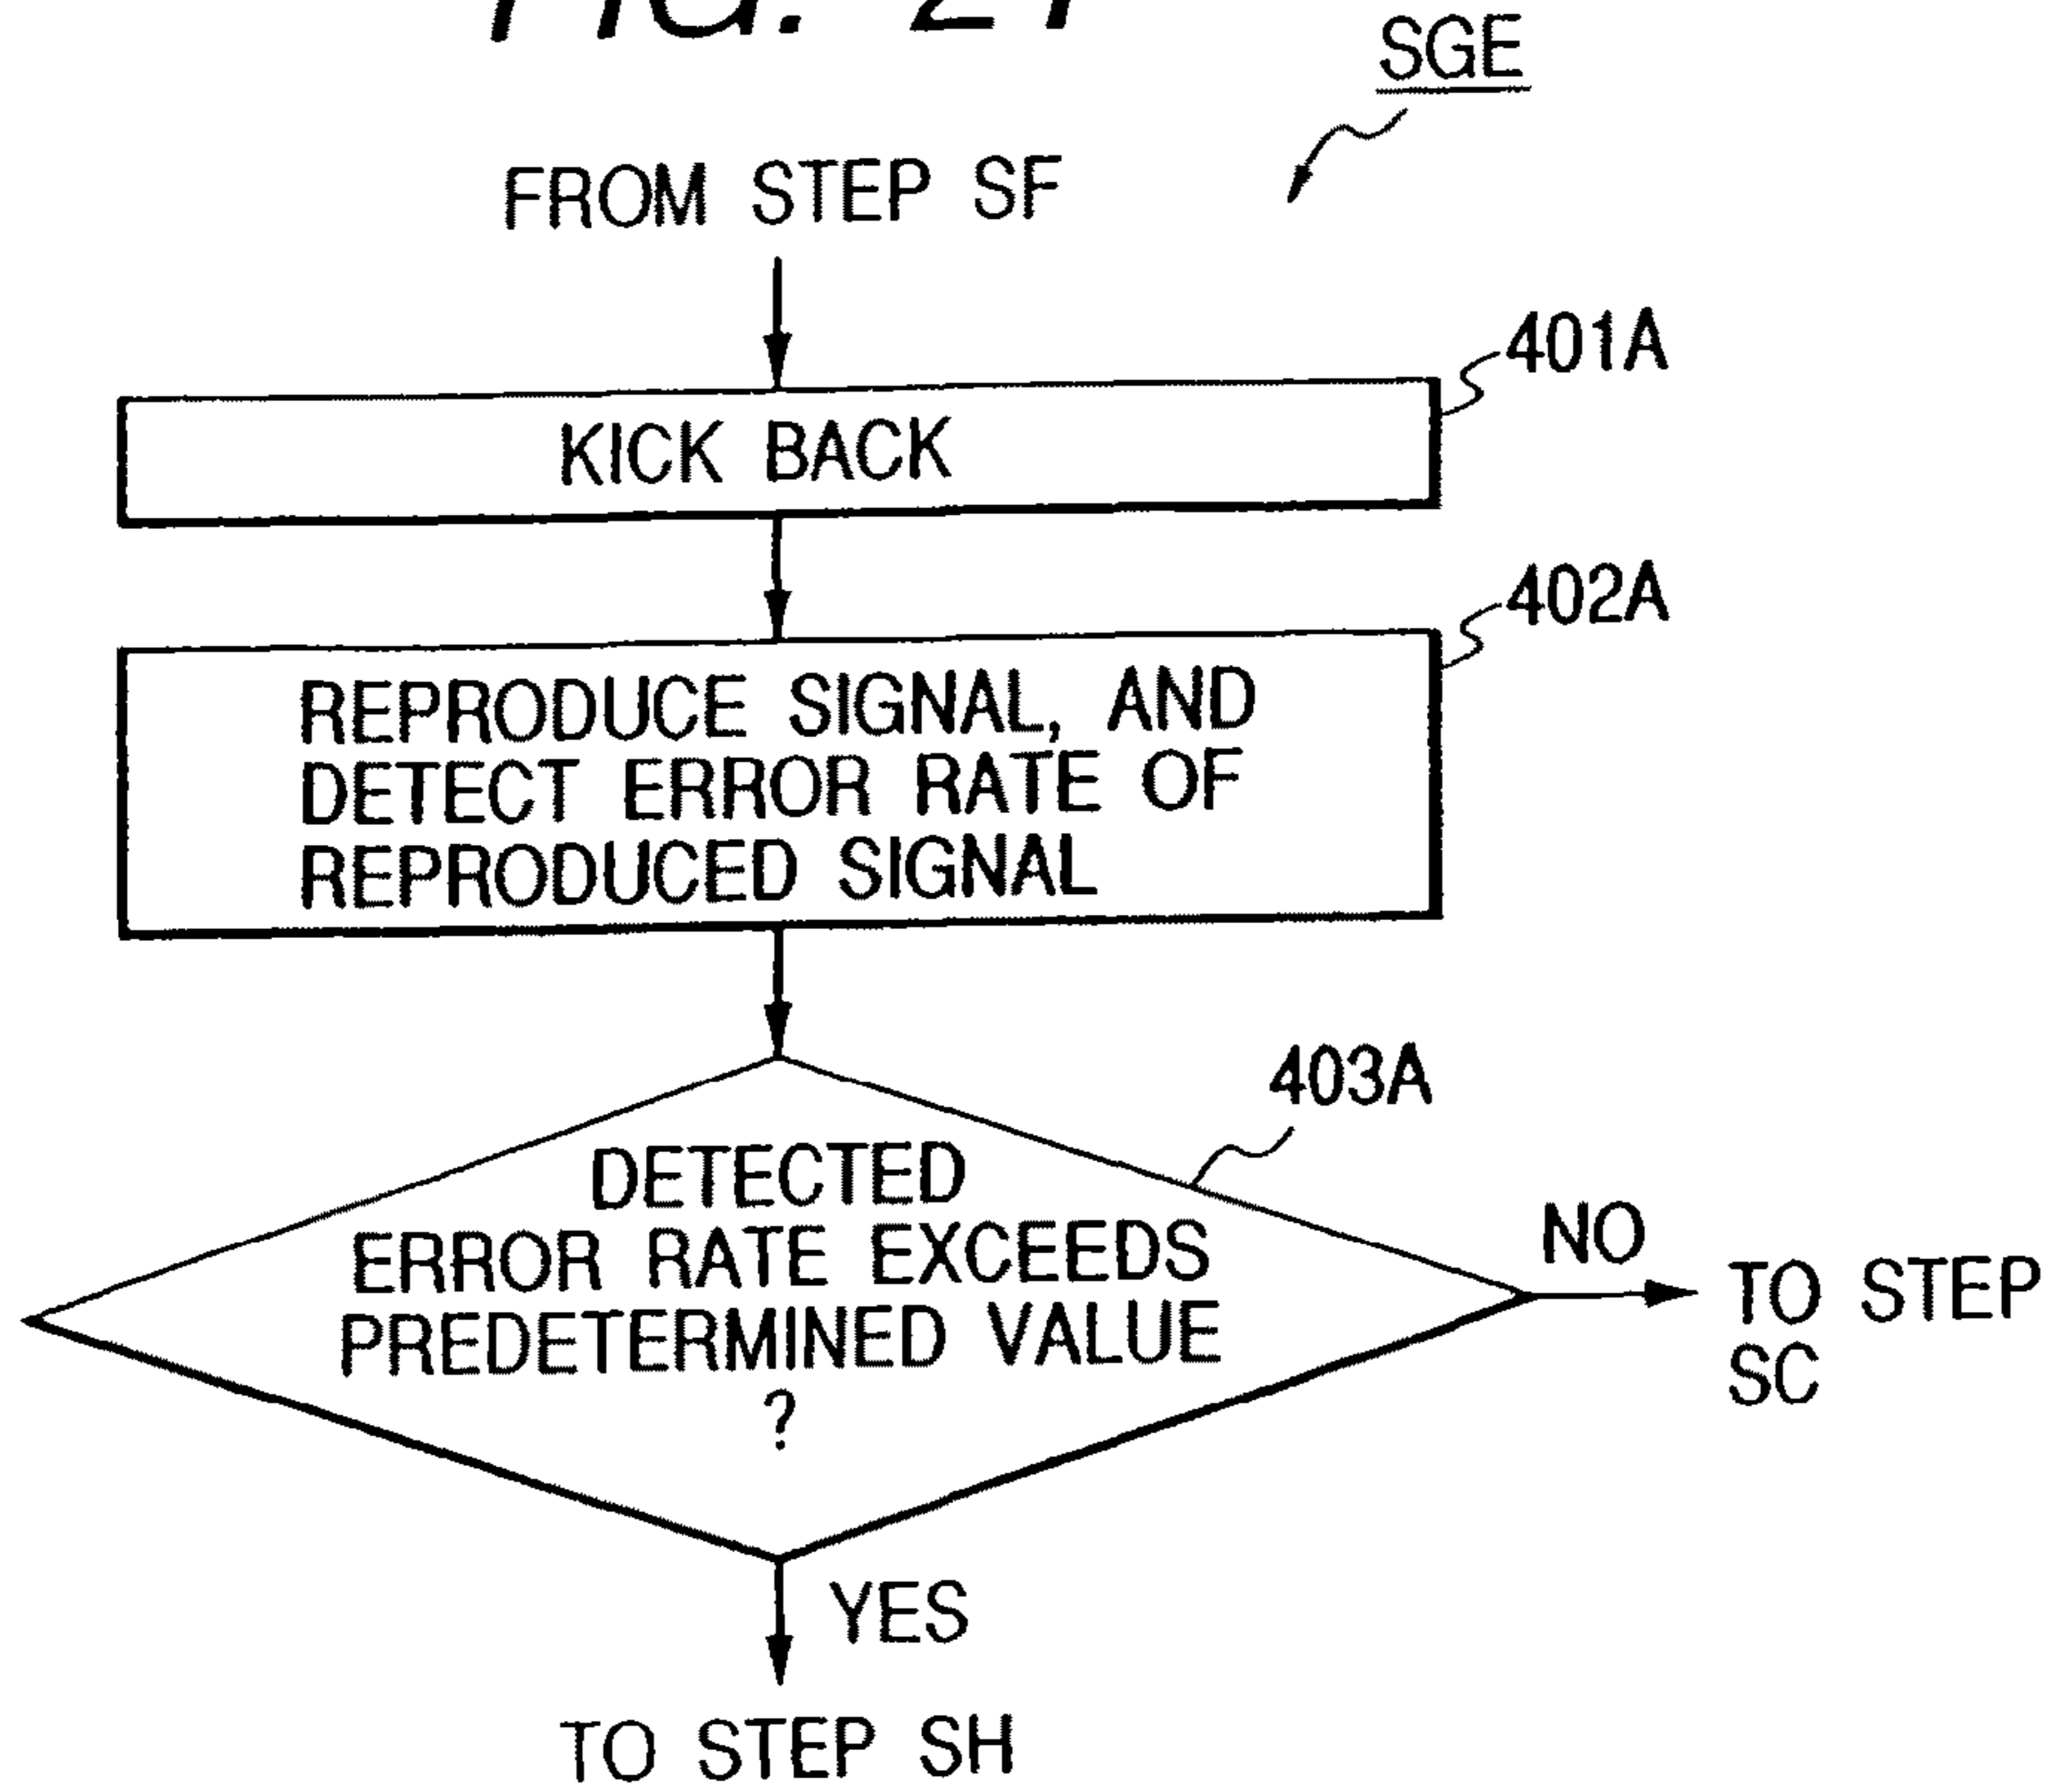 SGE
FROM STEP SF
401A
KICK BACK
402A
REPRODUCE SIGNAL, AND
DETECT ERROR RATE OF
REPRODUCED SIGNAL
403A
DETECTED
ERROR RATE EXCEEDS
PREDETERMINED VALUE
?
NO
TO STEP
SC
YES
TO STEP SH